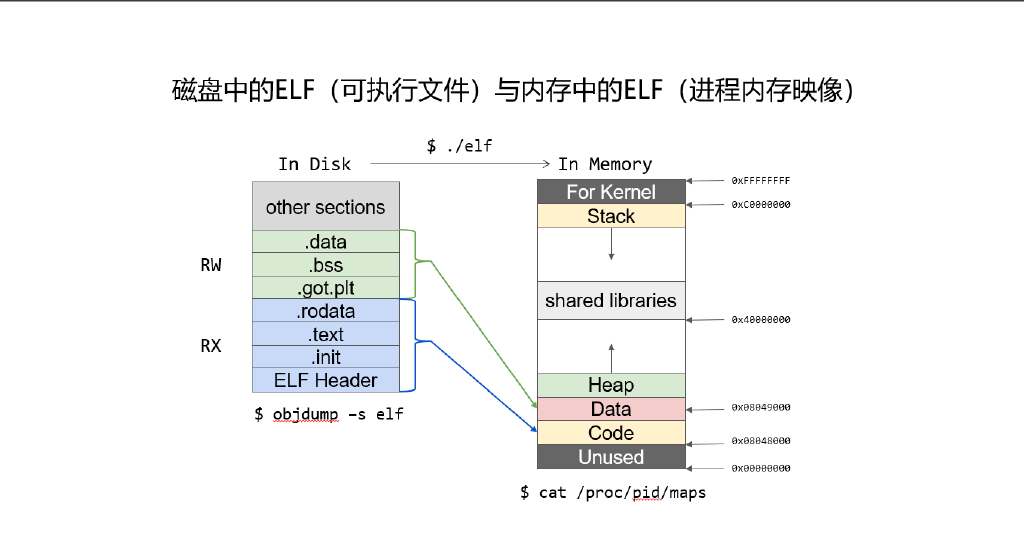 磁盘中的ELF（可执行文件）与内存中的ELF（进程内存映像）
$ ./elf
In Disk
In Memory
other sections
.data
.bss
.got.plt
.rodata
.text
.init
ELF Header
RW
RX
$ objdump -s elf
For Kernel
Stack
shared libraries
Heap
Data
Code
Unused
0xFFFFFFFF
0xC0000000
0x40000000
0x08049000
0x08048000
0x00000000
$ cat /proc/pid/maps